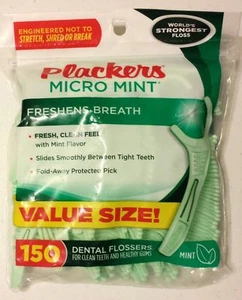 ENGINEERED NOT TO
STRETCH, SHRED OR BREAK*
WORLD'S
STRONGEST
FLOSS
Plackers
MICRO MINT®
FRESHENS BREATH
• FRESH, CLEAN FEEL
with Mint Flavor
• Slides Smoothly Between Tight Teeth
• Fold-Away Protected Pick
VALUE SIZE!
150
DENTAL FLOSSERS
FOR CLEAN TEETH AND HEALTHY GUMS
MINT